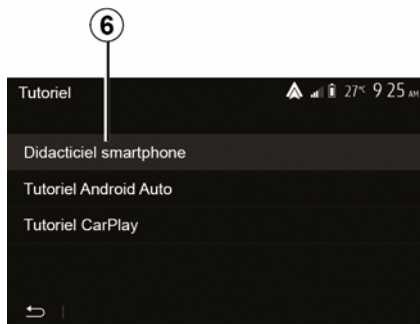 6
Tutoriel 27°C 9 25 AM
Didacticiel smartphone
Tutoriel Android Auto
Tutoriel CarPlay